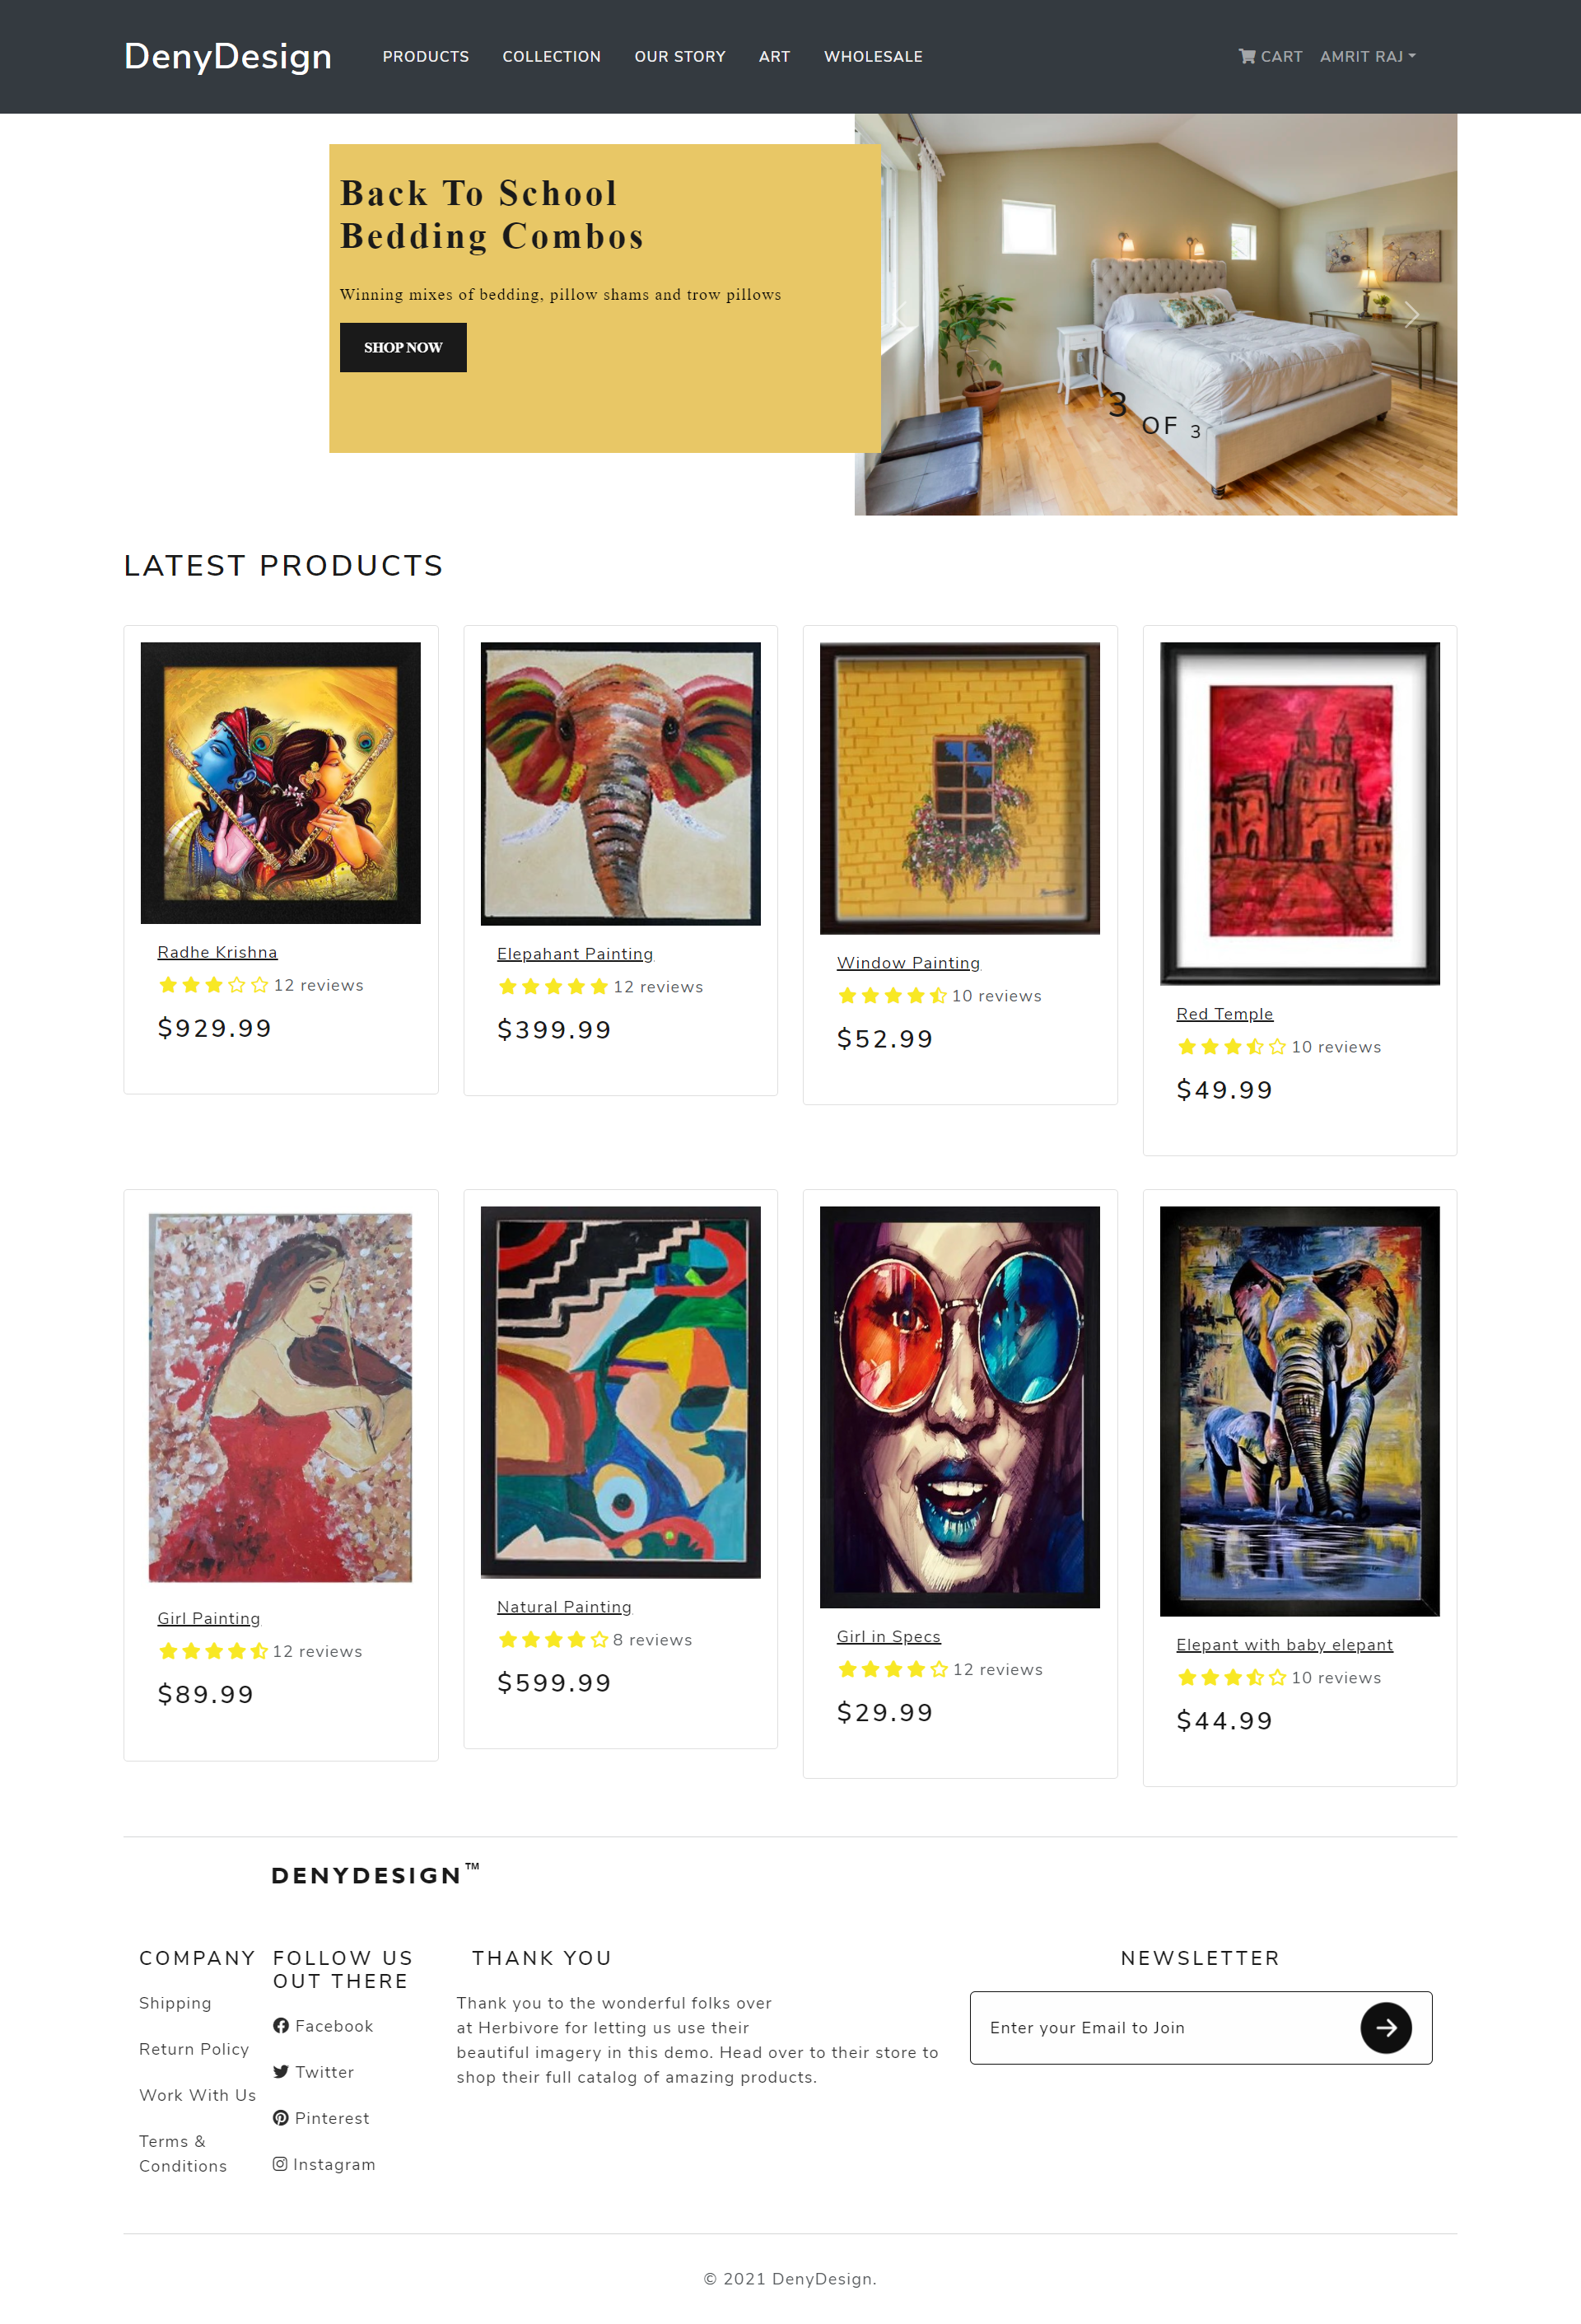 DenyDesign
PRODUCTS
COLLECTION
OUR STORY
ART
WHOLESALE
CART
AMRIT RAJ
Back To School
Bedding Combos
Winning mixes of bedding, pillow shams and trow pillows
SHOP NOW
3 OF 3
LATEST PRODUCTS
Radhe Krishna
12 reviews
$929.99
Elepahant Painting
12 reviews
$399.99
Window Painting
10 reviews
$52.99
Red Temple
10 reviews
$49.99
Girl Painting
12 reviews
$89.99
Natural Painting
8 reviews
$599.99
Girl in Specs
12 reviews
$29.99
Elepant with baby elepant
10 reviews
$44.99
DENYDESIGN™
COMPANY
Shipping
Return Policy
Work With Us
Terms &
Conditions
FOLLOW US
OUT THERE
Facebook
Twitter
Pinterest
Instagram
THANK YOU
Thank you to the wonderful folks over
at Herbivore for letting us use their
beautiful imagery in this demo. Head over to their store to
shop their full catalog of amazing products.
NEWSLETTER
Enter your Email to Join
© 2021 DenyDesign.